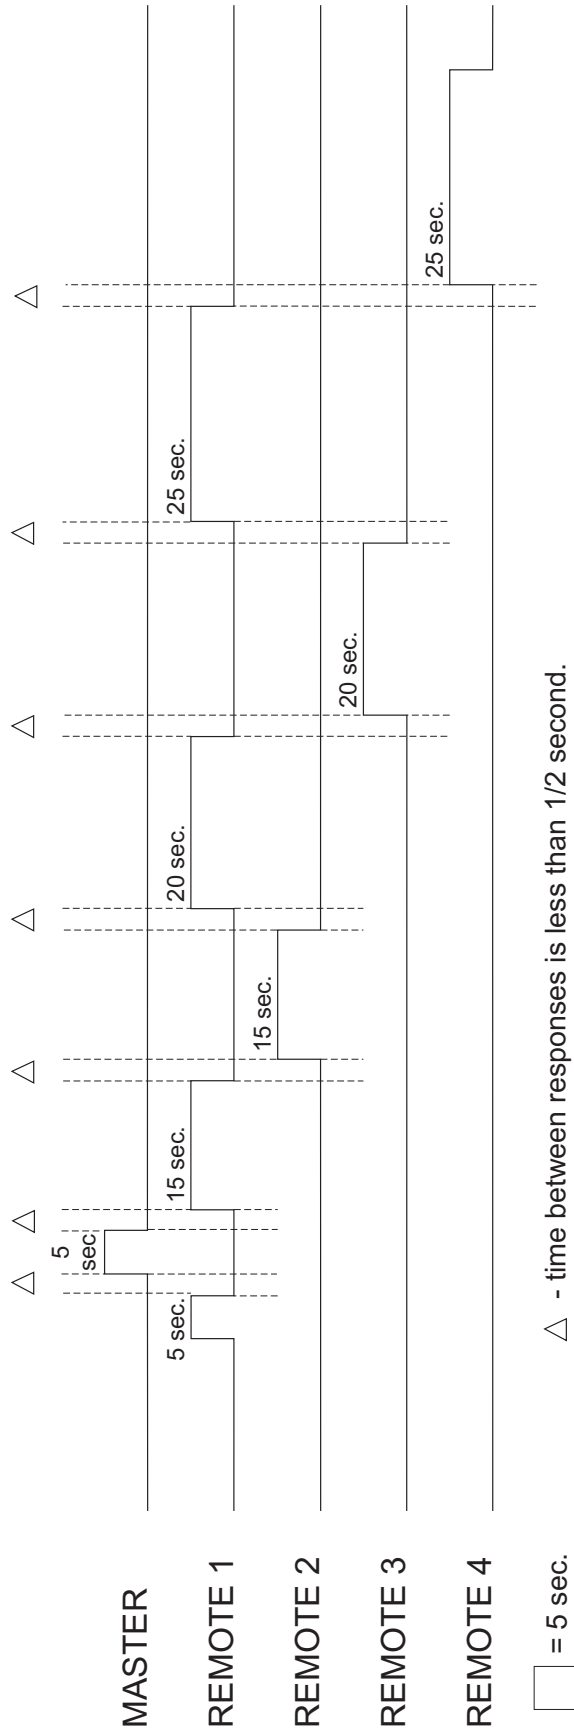 MASTER
5
sec
REMOTE 1
5 sec.
15 sec.
20 sec.
25 sec.
REMOTE 2
15 sec.
REMOTE 3
20 sec.
REMOTE 4
25 sec.
= 5 sec.
△ - time between responses is less than 1/2 second.